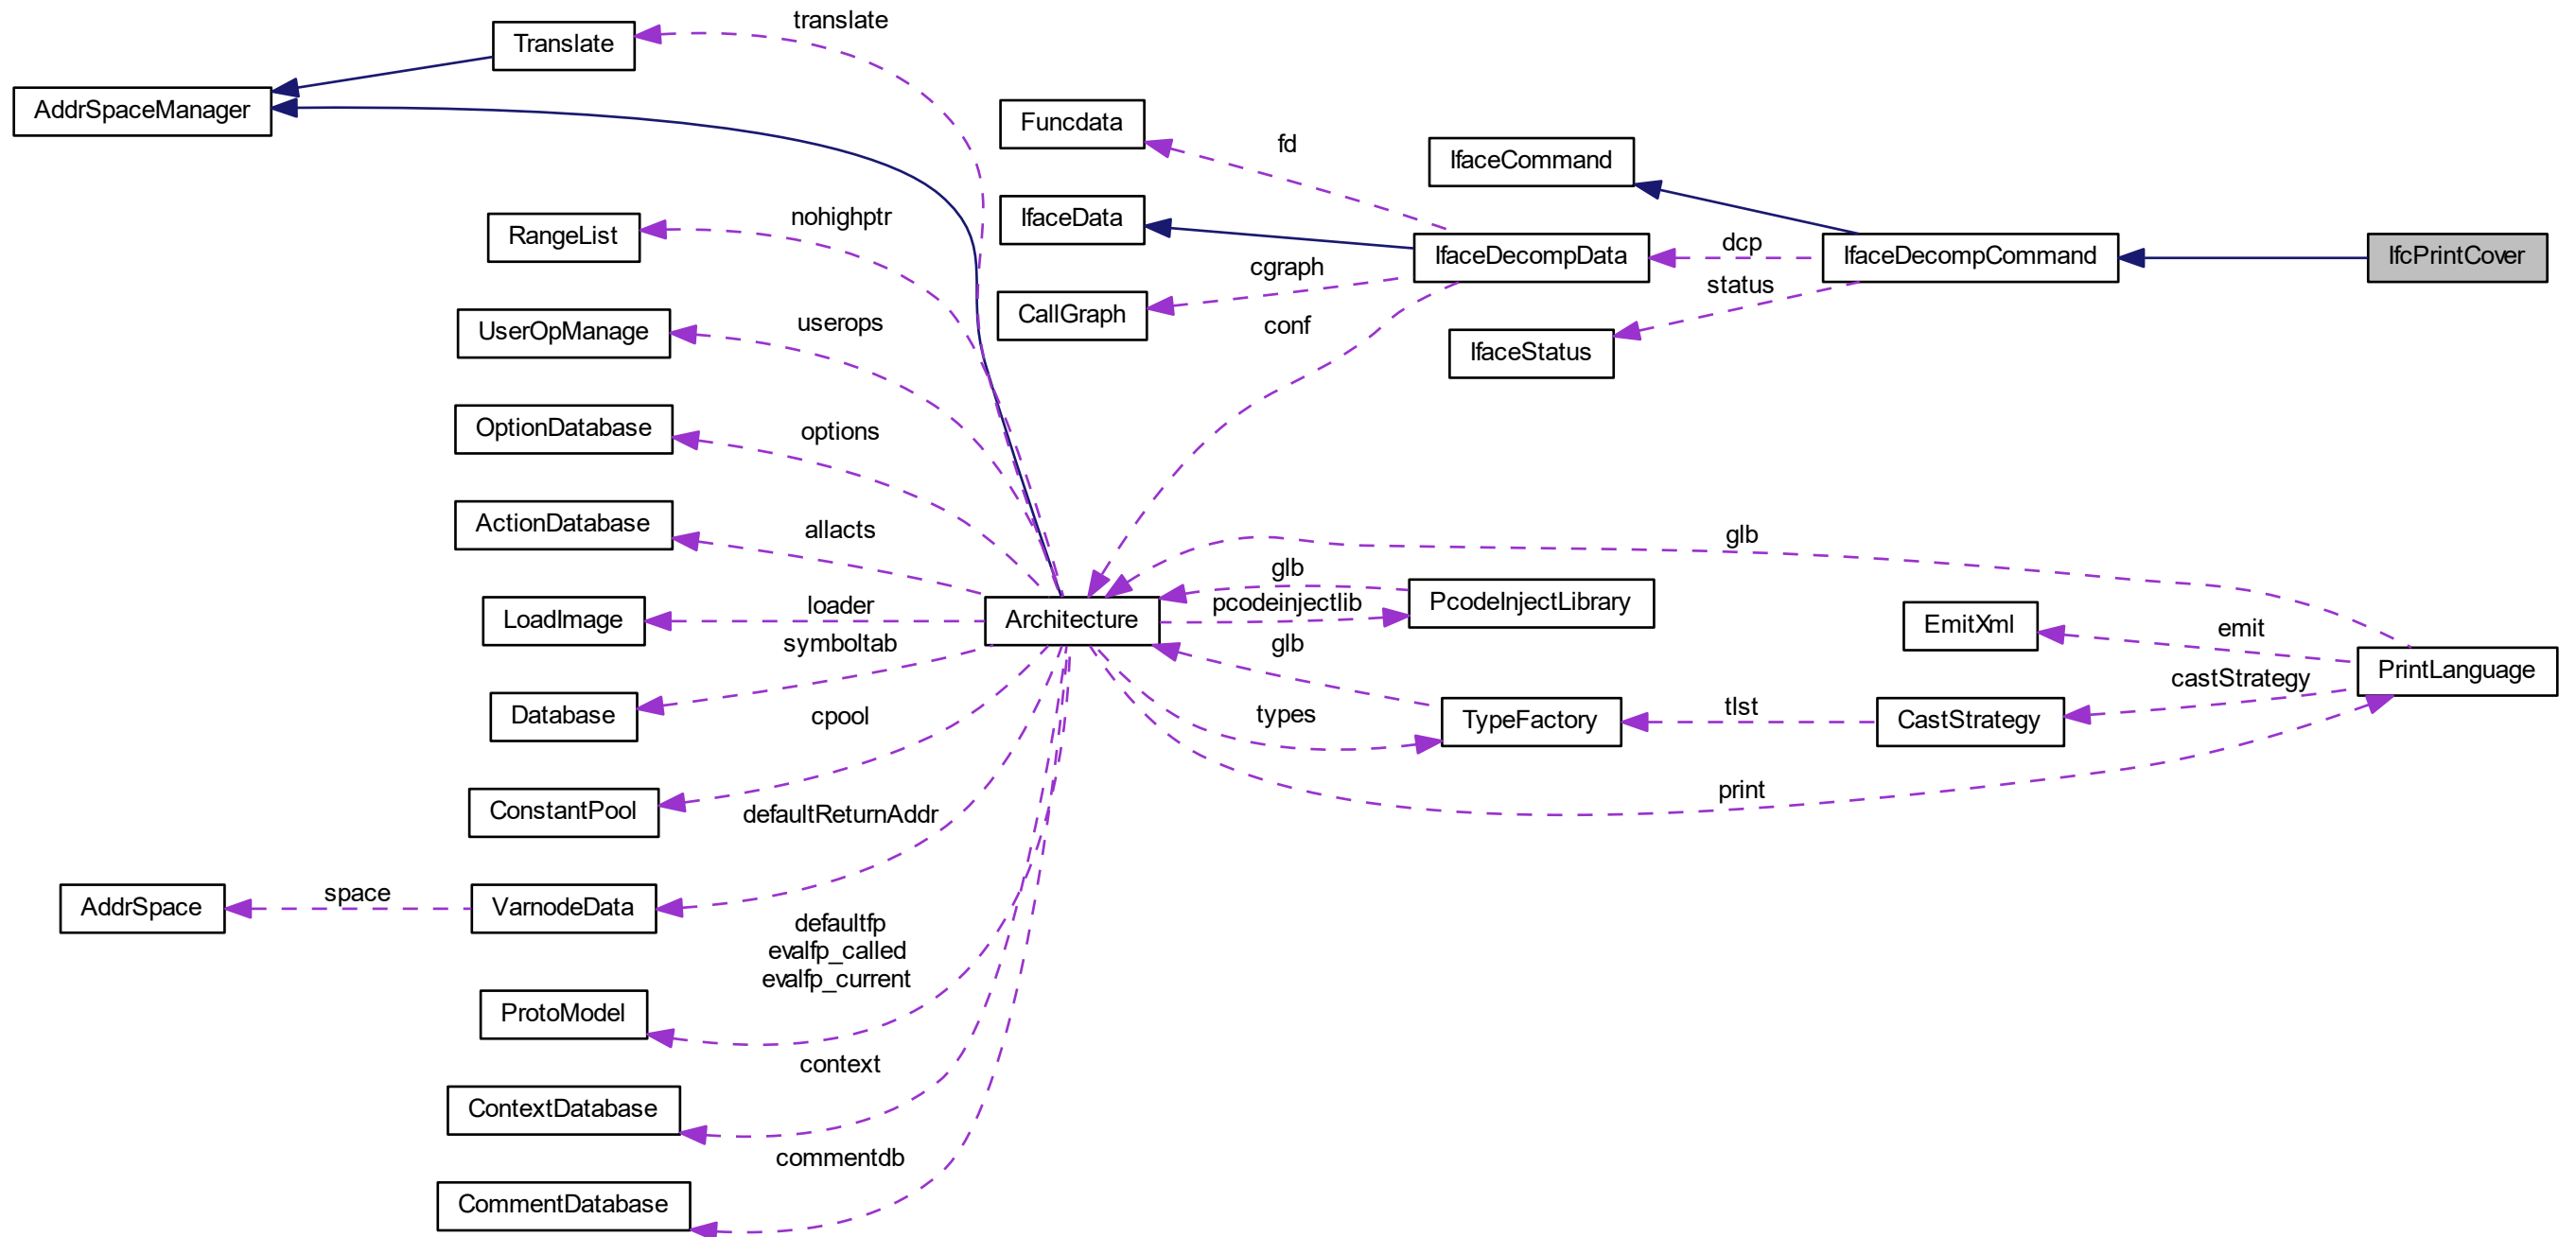 translate
Translate
AddrSpaceManager
Funcdata
fd
IfaceCommand
nohighptr
RangeList
IfaceData
dcp
IfaceDecompData
IfaceDecompCommand
IfcPrintCover
cgraph
status
CallGraph
conf
userops
UserOpManage
IfaceStatus
options
OptionDatabase
allacts
ActionDatabase
glb
glb
loader
pcodeinjectlib
PcodeInjectLibrary
LoadImage
Architecture
EmitXml
emit
symboltab
glb
PrintLanguage
castStrategy
Database
cpool
types
TypeFactory
tlst
CastStrategy
print
ConstantPool
defaultReturnAddr
AddrSpace
space
VarnodeData
defaultfp
evalfp_called
evalfp_current
ProtoModel
context
ContextDatabase
commentdb
CommentDatabase